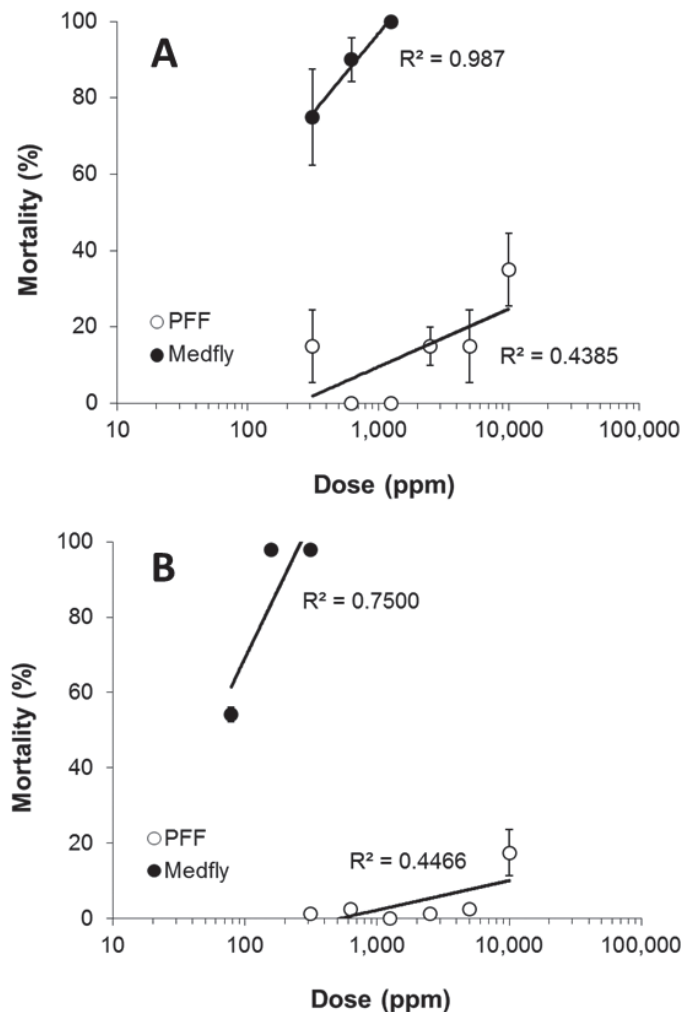 100
A
R² = 0.987
80
60
Mortality (%)
40
PFF
20
Medfly
R² = 0.4385
0
10
100
1,000
10,000
100,000
Dose (ppm)
100
B
R² = 0.7500
80
60
Mortality (%)
40
20
PFF
R² = 0.4466
Medfly
0
10
100
1,000
10,000
100,000
Dose (ppm)